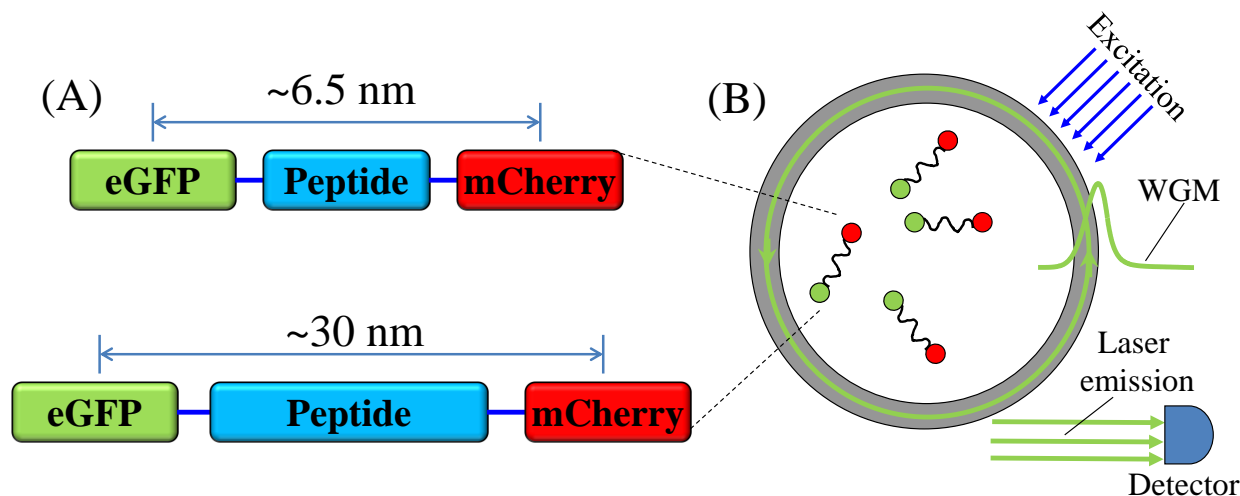 (A)
~6.5 nm
eGFP
Peptide
mCherry
~30 nm
eGFP
Peptide
mCherry
(B)
Excitation
WGM
Laser
emission
Detector